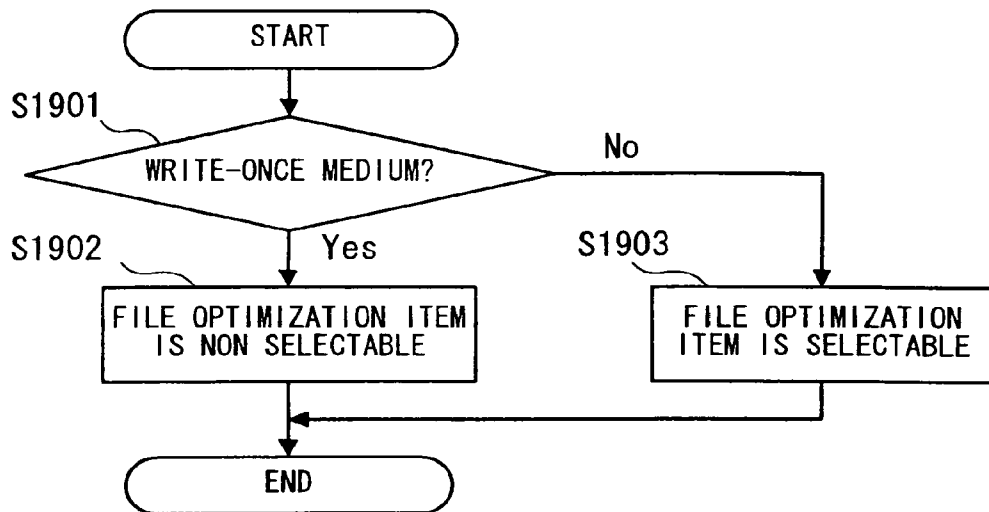 START
S1901
WRITE-ONCE MEDIUM?
No
S1902
Yes
S1903
FILE OPTIMIZATION ITEM
IS NON SELECTABLE
FILE OPTIMIZATION
ITEM IS SELECTABLE
END